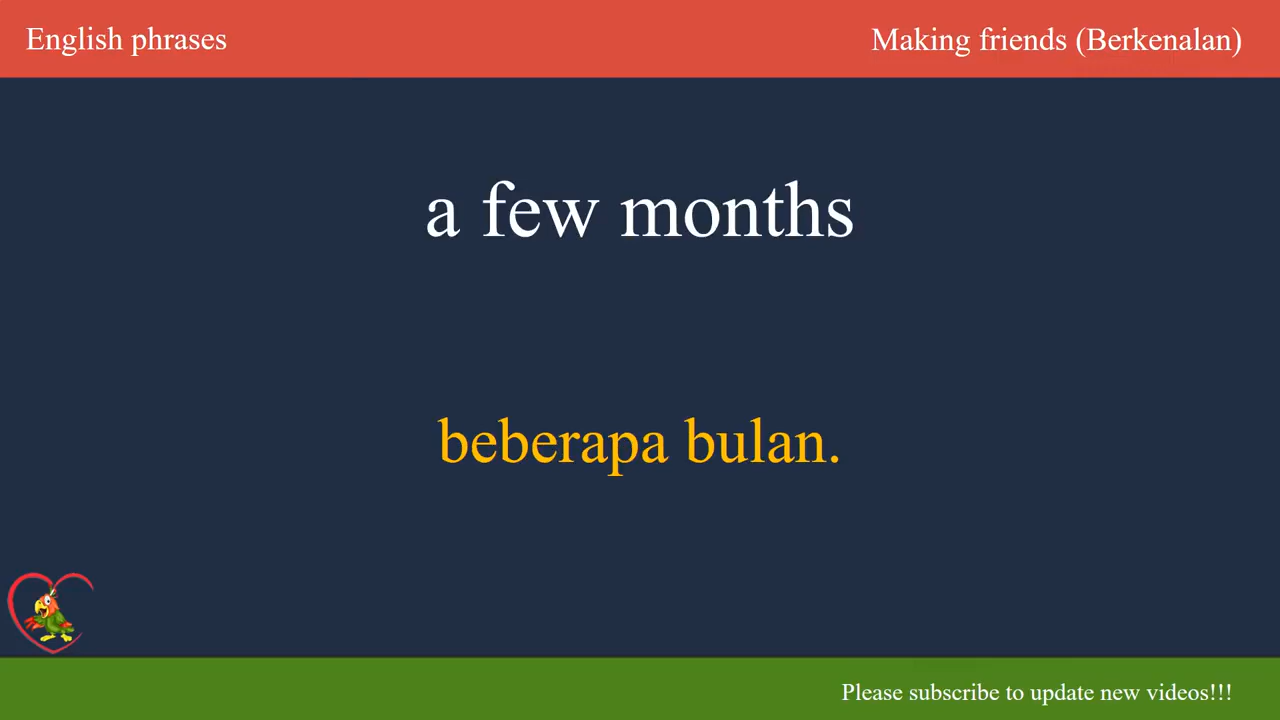 English phrases
Making friends (Berkenalan)
a few months
beberapa bulan.
Please subscribe to update new videos!!!